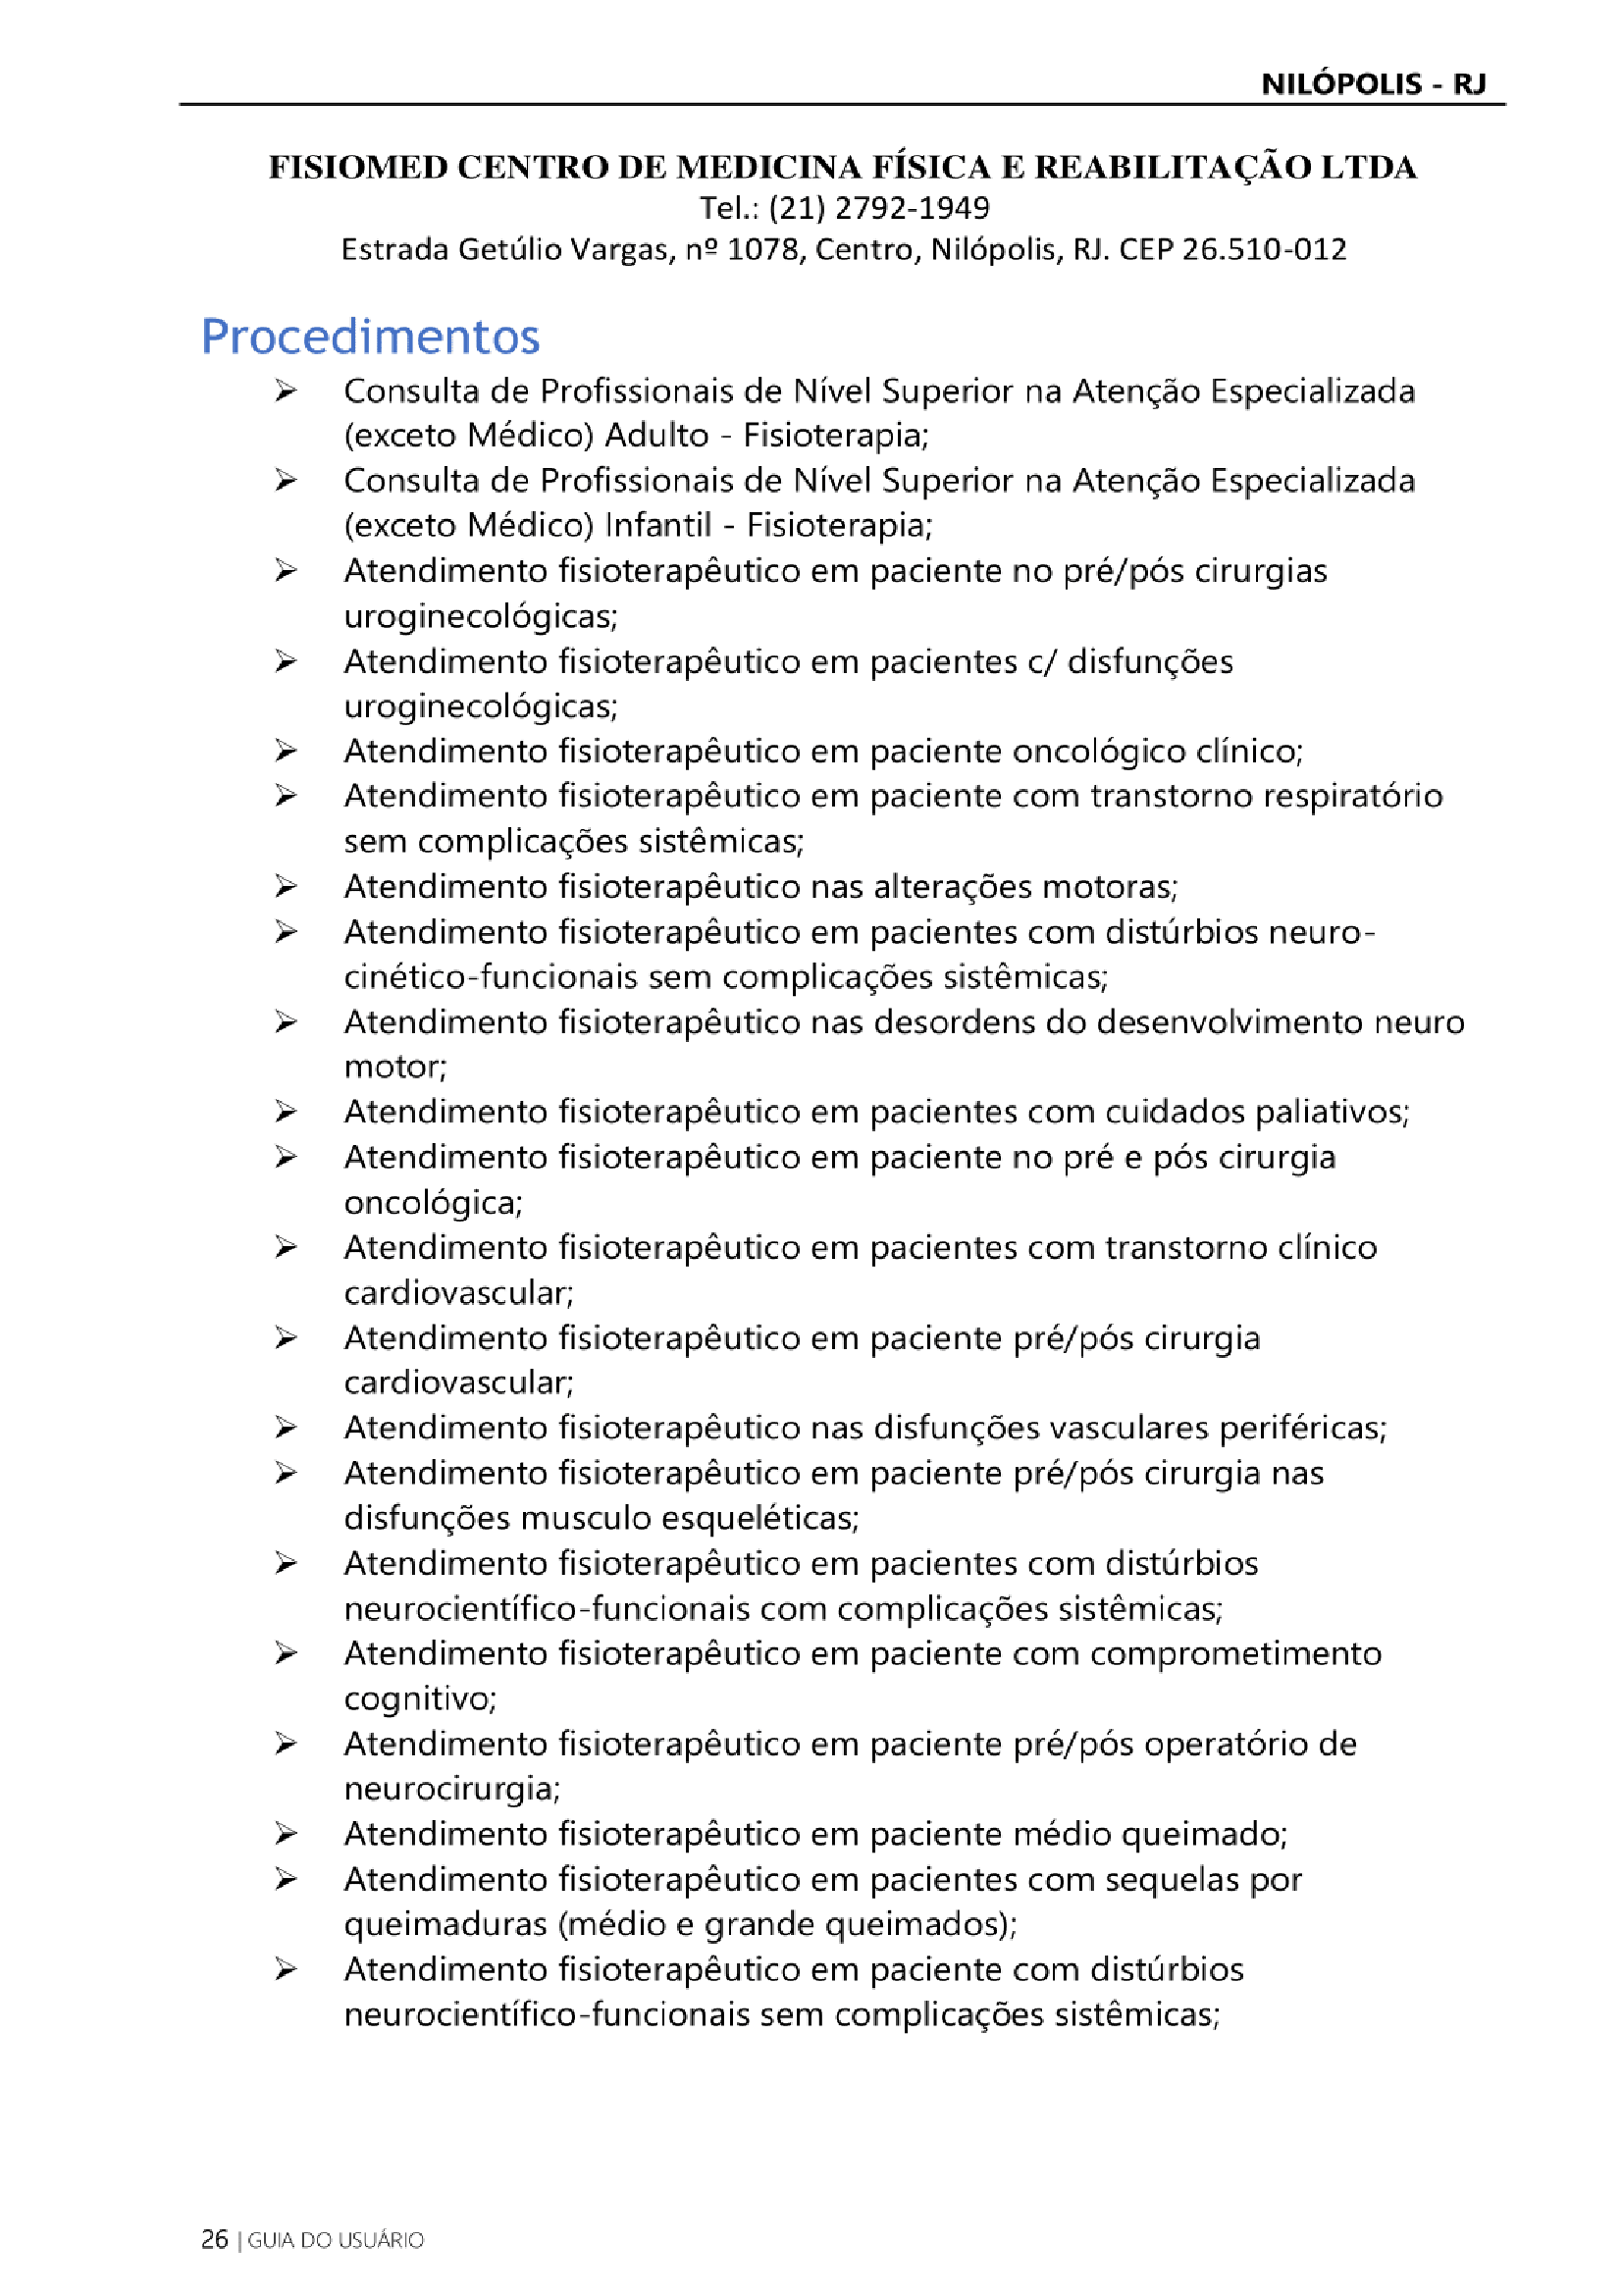 NILÓPOLIS - RJ
FISIOMED CENTRO DE MEDICINA FÍSICA E REABILITAÇÃO LTDA
Tel.: (21) 2792-1949
Estrada Getúlio Vargas, nº 1078, Centro, Nilópolis, RJ. CEP 26.510-012
Procedimentos
➢ Consulta de Profissionais de Nível Superior na Atenção Especializada
(exceto Médico) Adulto - Fisioterapia;
➢ Consulta de Profissionais de Nível Superior na Atenção Especializada
(exceto Médico) Infantil - Fisioterapia;
➢ Atendimento fisioterapêutico em paciente no pré/pós cirurgias
uroginecológicas;
➢ Atendimento fisioterapêutico em pacientes c/ disfunções
uroginecológicas;
➢ Atendimento fisioterapêutico em paciente oncológico clínico;
➢ Atendimento fisioterapêutico em paciente com transtorno respiratório
sem complicações sistêmicas;
➢ Atendimento fisioterapêutico nas alterações motoras;
➢ Atendimento fisioterapêutico em pacientes com distúrbios neuro-
cinético-funcionais sem complicações sistêmicas;
➢ Atendimento fisioterapêutico nas desordens do desenvolvimento neuro
motor;
➢ Atendimento fisioterapêutico em pacientes com cuidados paliativos;
➢ Atendimento fisioterapêutico em paciente no pré e pós cirurgia
oncológica;
➢ Atendimento fisioterapêutico em pacientes com transtorno clínico
cardiovascular;
➢ Atendimento fisioterapêutico em paciente pré/pós cirurgia
cardiovascular;
➢ Atendimento fisioterapêutico nas disfunções vasculares periféricas;
➢ Atendimento fisioterapêutico em paciente pré/pós cirurgia nas
disfunções musculo esqueléticas;
➢ Atendimento fisioterapêutico em pacientes com distúrbios
neurocientífico-funcionais com complicações sistêmicas;
➢ Atendimento fisioterapêutico em paciente com comprometimento
cognitivo;
➢ Atendimento fisioterapêutico em paciente pré/pós operatório de
neurocirurgia;
➢ Atendimento fisioterapêutico em paciente médio queimado;
➢ Atendimento fisioterapêutico em pacientes com sequelas por
queimaduras (médio e grande queimados);
➢ Atendimento fisioterapêutico em paciente com distúrbios
neurocientífico-funcionais sem complicações sistêmicas;
26 | GUIA DO USUÁRIO